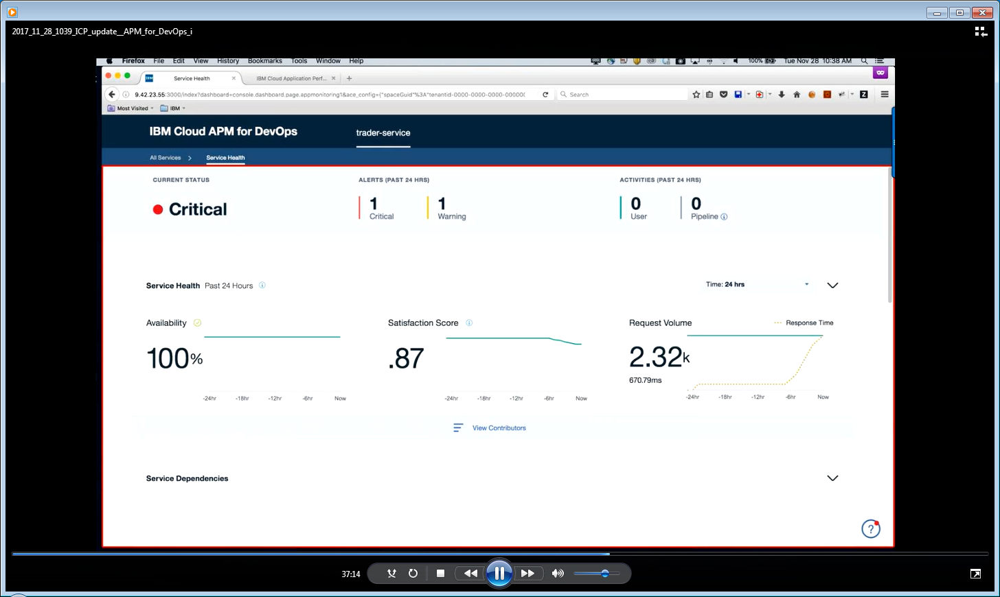 2017_11_28_1039_ICP_update__APM_for_DevOps_i
Firefox File Edit View History Bookmarks Tools Window Help 100% Tue Nov 28 10:38 AM
IBM Service Health IBM Cloud Application Perf...
9.42.23.55:3000/index?dashboard=console.dashboard.page.appmonitoring1&ace_config={"spaceGuid"%3A"tenantid-0000-0000-0000-00000( Search Z
Most Visited IBM
IBM Cloud APM for DevOps trader-service
All Services Service Health
CURRENT STATUS ALERTS (PAST 24 HRS) ACTIVITIES (PAST 24 HRS)
Critical 1 1 0 0
Critical Warning User Pipeline
Service Health Past 24 Hours Time: 24 hrs
Availability Satisfaction Score Request Volume Response Time
100% .87 2.32k
670.79ms
-24hr -18hr -12hr -6hr Now -24hr -18hr -12hr -6hr Now -24hr -18hr -12hr -6hr Now
View Contributors
Service Dependencies
?
37:14